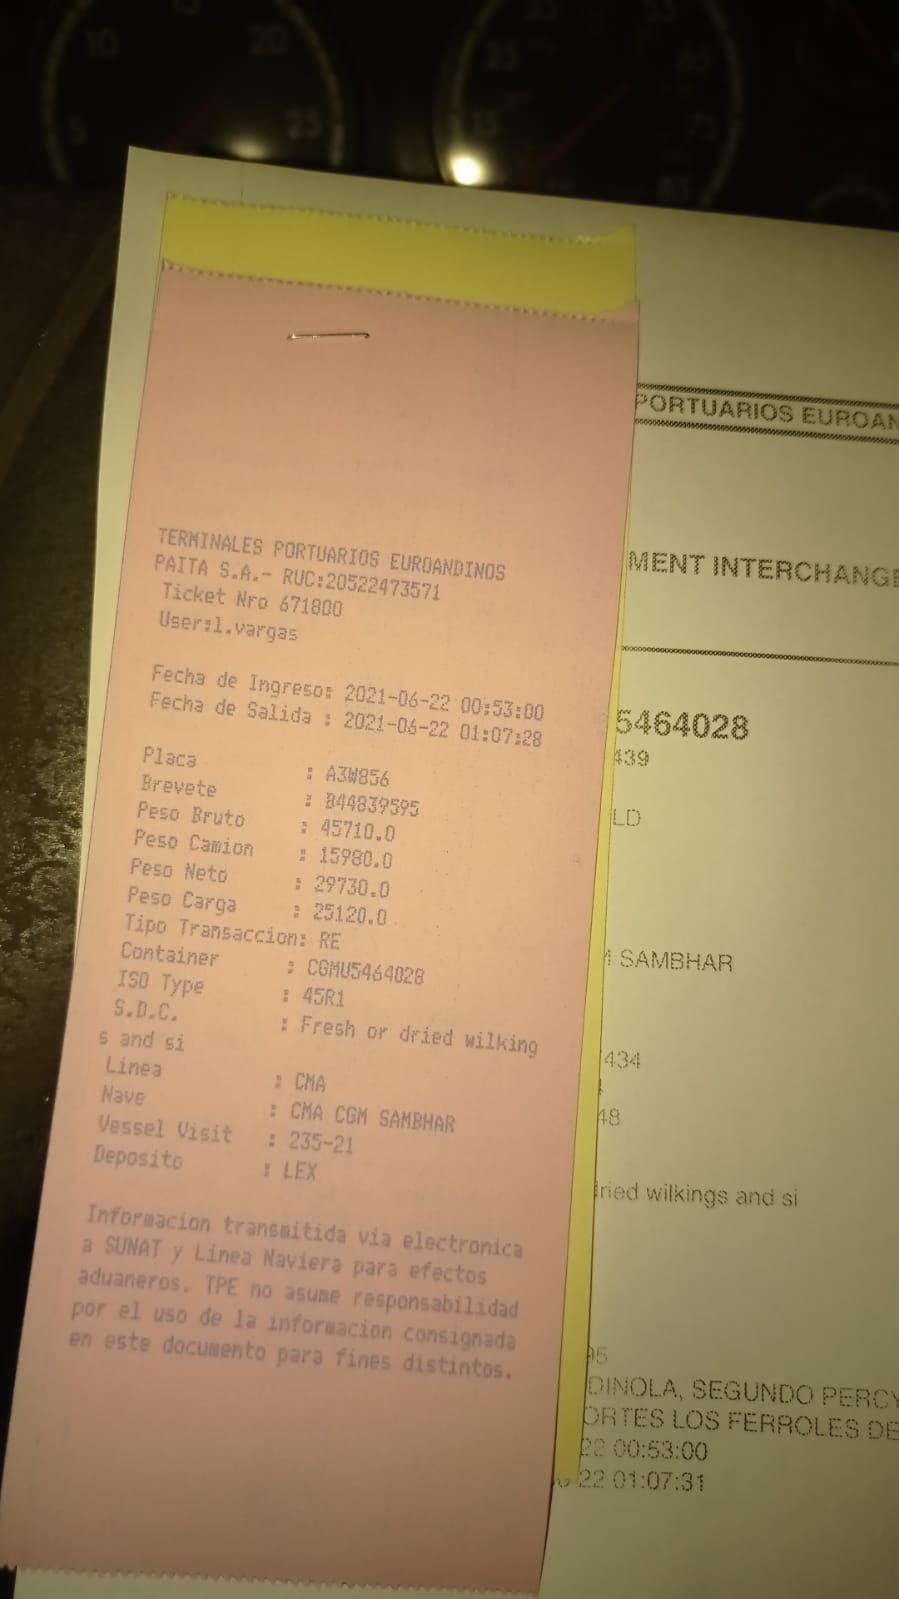 TERMINALES PORTUARIOS EUROANDINOS
PAITA S.A.- RUC:20522473571
Ticket Nro 671800
User:l.vargas
Fecha de Ingreso: 2021-06-22 00:53:00
Fecha de Salida : 2021-06-22 01:07:28
Placa : A3W856
Brevete : B44839595
Peso Bruto : 45710.0
Peso Camion : 15980.0
Peso Neto : 29730.0
Peso Carga : 25120.0
Tipo Transaccion: RE
Container : CGMU5464028
ISO Type : 45R1
S.D.C. : Fresh or dried wilking
s and si
Linea : CMA
Nave : CMA CGM SAMBHAR
Vessel Visit : 235-21
Deposito : LEX
Informacion transmitida via electronica
a SUNAT y Linea Naviera para efectos
aduaneros. TPE no asume responsabilidad
por el uso de la informacion consignada
en este documento para fines distintos.
PORTUARIOS EUROAN
MENT INTERCHANGE
5464028
439
LD
SAMBHAR
434
48
ried wilkings and si
95
DINOLA, SEGUNDO PERCY
ORTES LOS FERROLES DE
22 00:53:00
22 01:07:31
10
20
5
25